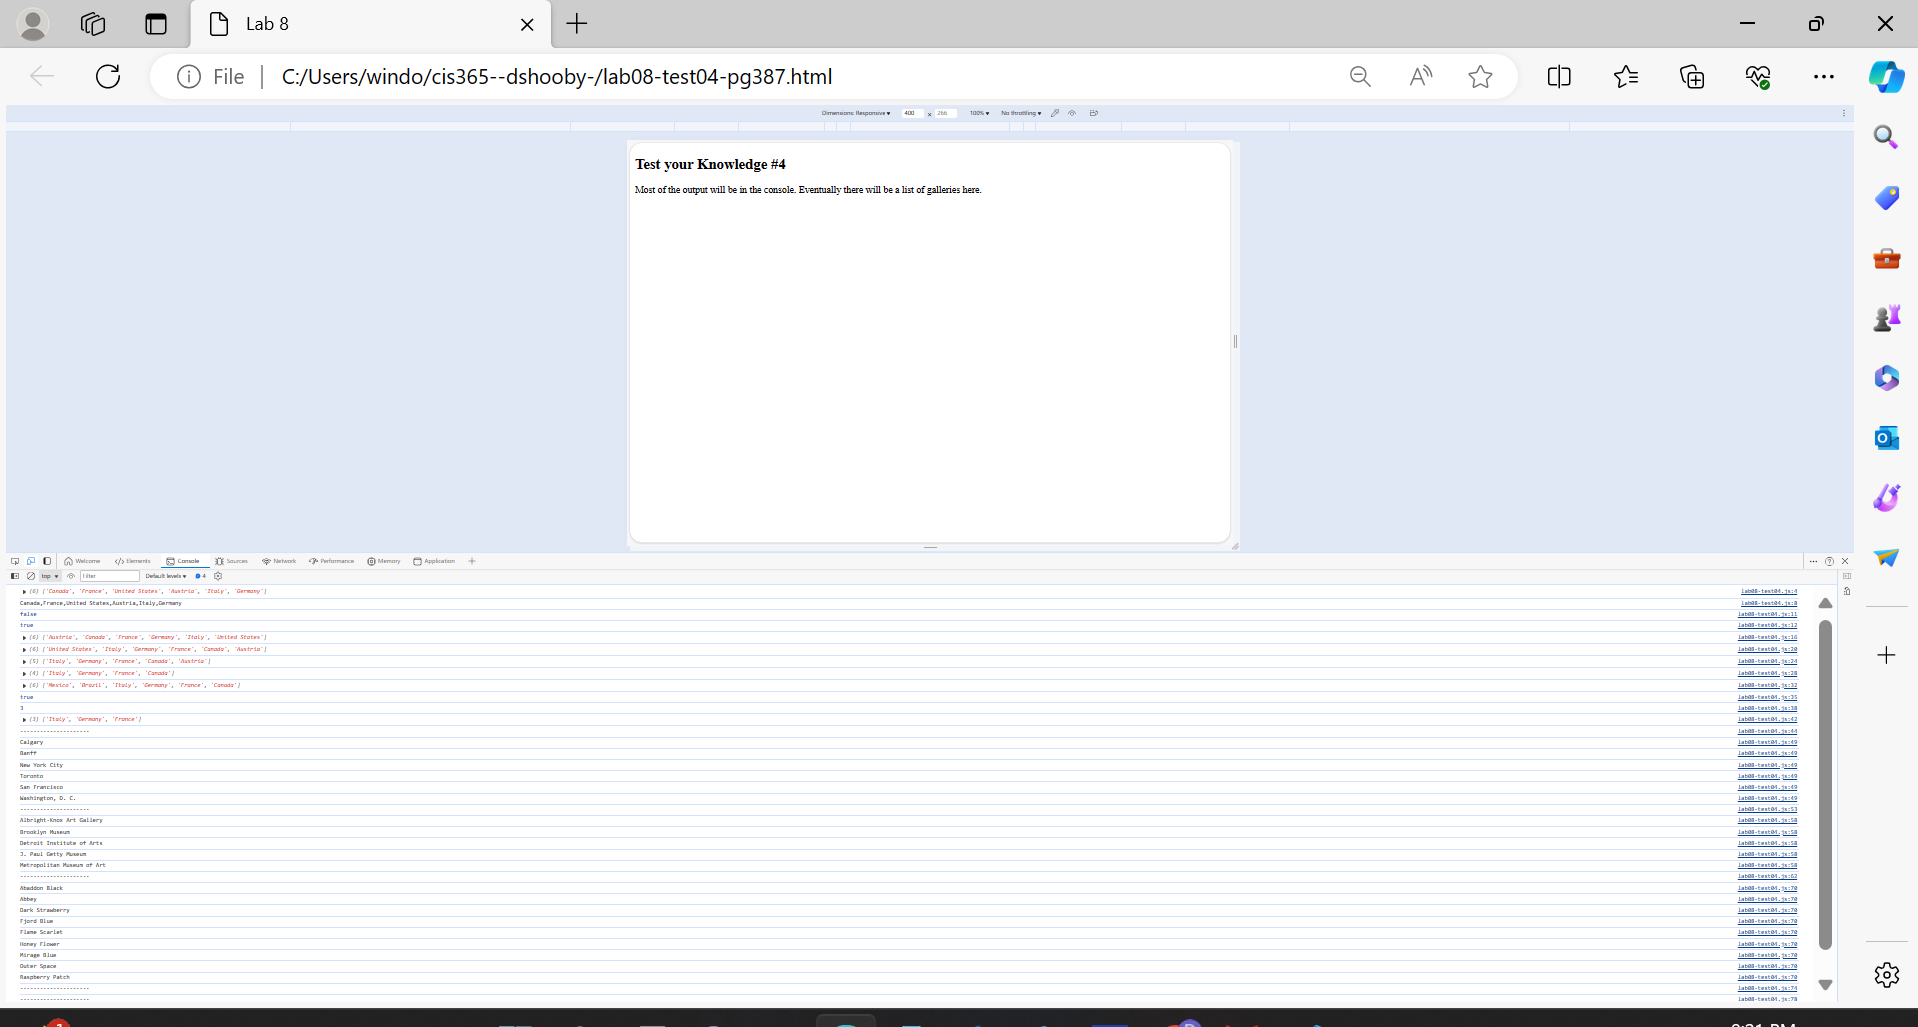 Lab 8
File
C:/Users/windo/cis365--dshooby-/lab08-test04-pg387.html
Dimensions: Responsive 400 x 266 100% No throttling
Test your Knowledge #4
Most of the output will be in the console. Eventually there will be a list of galleries here.
Welcome Elements Console Sources Network Performance Memory Application
top Filter Default levels 4
(6) ['Canada', 'France', 'United States', 'Austria', 'Italy', 'Germany'] lab08-test04.js:4
Canada,France,United States,Austria,Italy,Germany lab08-test04.js:8
false lab08-test04.js:11
true lab08-test04.js:12
(6) ['Austria', 'Canada', 'France', 'Germany', 'Italy', 'United States'] lab08-test04.js:16
(6) ['United States', 'Italy', 'Germany', 'France', 'Canada', 'Austria'] lab08-test04.js:20
(5) ['Italy', 'Germany', 'France', 'Canada', 'Austria'] lab08-test04.js:24
(4) ['Italy', 'Germany', 'France', 'Canada'] lab08-test04.js:28
(6) ['Mexico', 'Brazil', 'Italy', 'Germany', 'France', 'Canada'] lab08-test04.js:32
true lab08-test04.js:35
3 lab08-test04.js:38
(3) ['Italy', 'Germany', 'France'] lab08-test04.js:42
--------------------- lab08-test04.js:44
Calgary lab08-test04.js:49
Banff lab08-test04.js:49
New York City lab08-test04.js:49
Toronto lab08-test04.js:49
San Francisco lab08-test04.js:49
Washington, D. C. lab08-test04.js:49
--------------------- lab08-test04.js:53
Albright-Knox Art Gallery lab08-test04.js:58
Brooklyn Museum lab08-test04.js:58
Detroit Institute of Arts lab08-test04.js:58
J. Paul Getty Museum lab08-test04.js:58
Metropolitan Museum of Art lab08-test04.js:58
--------------------- lab08-test04.js:62
Abaddon Black lab08-test04.js:70
Abbey lab08-test04.js:70
Dark Strawberry lab08-test04.js:70
Fjord Blue lab08-test04.js:70
Flame Scarlet lab08-test04.js:70
Honey Flower lab08-test04.js:70
Mirage Blue lab08-test04.js:70
Outer Space lab08-test04.js:70
Raspberry Patch lab08-test04.js:70
--------------------- lab08-test04.js:74
--------------------- lab08-test04.js:78